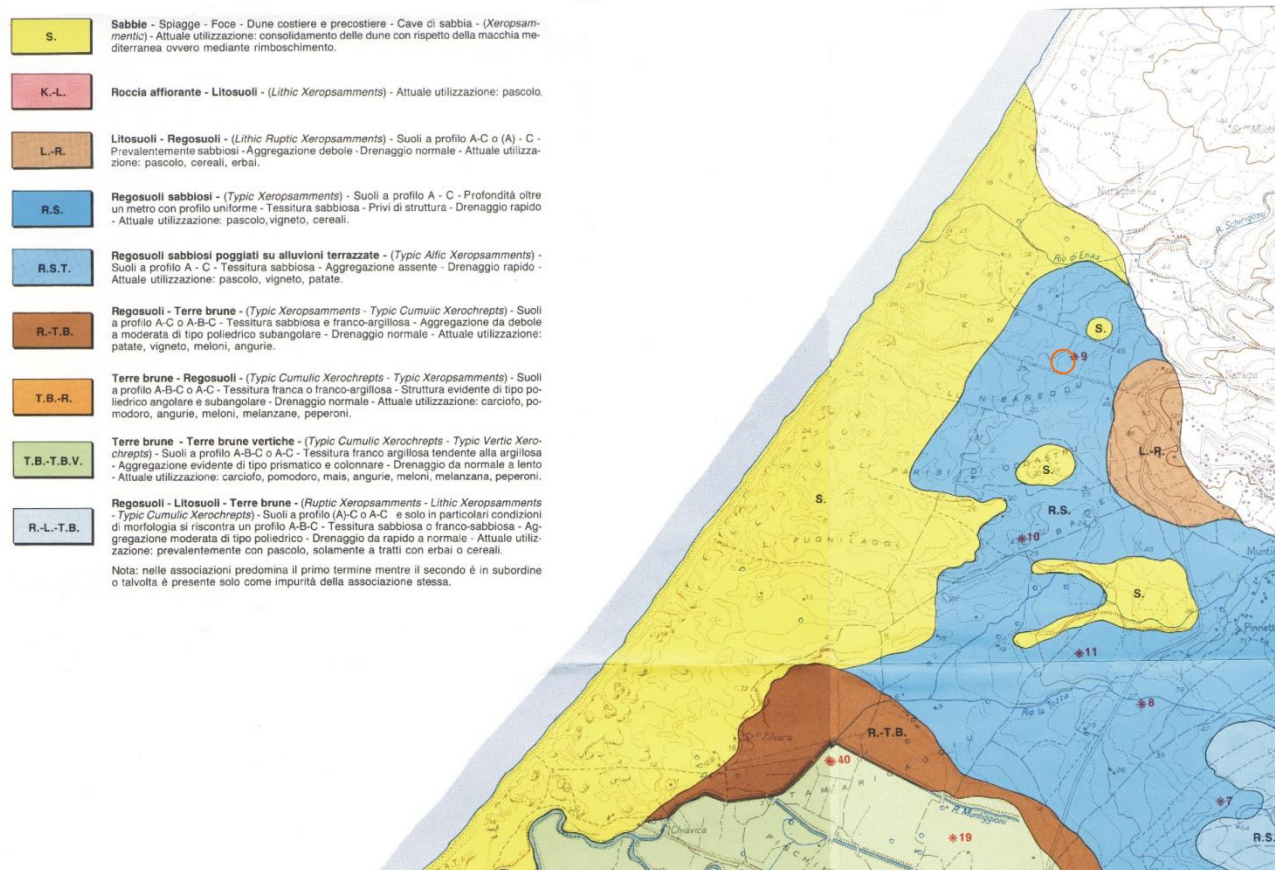 S.
Sabbie - Spiagge - Foce - Dune costiere e precostiere - Cave di sabbia - (Xeropsam-
mentic) - Attuale utilizzazione: consolidamento delle dune con rispetto della macchia me-
diterranea ovvero mediante rimboschimento.
K.-L.
Roccia affiorante - Litosuoli - (Lithic Xeropsamments) - Attuale utilizzazione: pascolo.
L.-R.
Litosuoli - Regosuoli - (Lithic Ruptic Xeropsamments) - Suoli a profilo A-C o (A) - C -
Prevalentemente sabbiosi - Aggregazione debole - Drenaggio normale - Attuale utilizza-
zione: pascolo, cereali, erbai.
R.S.
Regosuoli sabbiosi - (Typic Xeropsamments) - Suoli a profilo A - C - Profondità oltre
un metro con profilo uniforme - Tessitura sabbiosa - Privi di struttura - Drenaggio rapido
- Attuale utilizzazione: pascolo, vigneto, cereali.
R.S.T.
Regosuoli sabbiosi poggiati su alluvioni terrazzate - (Typic Alfic Xeropsamments) -
Suoli a profilo A - C - Tessitura sabbiosa - Aggregazione assente - Drenaggio rapido -
Attuale utilizzazione: pascolo, vigneto, patate.
R.-T.B.
Regosuoli - Terre brune - (Typic Xeropsamments - Typic Cumulic Xerochrepts) - Suoli
a profilo A-C o A-B-C - Tessitura sabbiosa e franco-argillosa - Aggregazione da debole
a moderata di tipo poliedrico subangolare - Drenaggio normale - Attuale utilizzazione:
patate, vigneto, meloni, angurie.
T.B.-R.
Terre brune - Regosuoli - (Typic Cumulic Xerochrepts - Typic Xeropsamments) - Suoli
a profilo A-B-C o A-C - Tessitura franca o franco-argillosa - Struttura evidente di tipo po-
liedrico angolare e subangolare - Drenaggio normale - Attuale utilizzazione: carciofo, po-
modoro, angurie, meloni, melanzane, peperoni.
T.B.-T.B.V.
Terre brune - Terre brune vertiche - (Typic Cumulic Xerochrepts - Typic Vertic Xero-
chrepts) - Suoli a profilo A-B-C o A-C - Tessitura franco argillosa tendente alla argillosa
- Aggregazione evidente di tipo prismatico e colonnare - Drenaggio da normale a lento
- Attuale utilizzazione: carciofo, pomodoro, mais, angurie, meloni, melanzana, peperoni.
R.-L.-T.B.
Regosuoli - Litosuoli - Terre brune - (Ruptic Xeropsamments - Lithic Xeropsamments
- Typic Cumulic Xerochrepts) - Suoli a profilo (A)-C o A-C e solo in particolari condizioni
di morfologia si riscontra un profilo A-B-C - Tessitura sabbiosa o franco-sabbiosa - Ag-
gregazione moderata di tipo poliedrico - Drenaggio da rapido a normale - Attuale utiliz-
zazione: prevalentemente con pascolo, solamente a tratti con erbai o cereali.
Nota: nelle associazioni predomina il primo termine mentre il secondo è in subordine
o talvolta è presente solo come impurità della associazione stessa.
Nuraghe
R. Schirigosu
Rio di Enas
ENAS
S.
9
LU NIBAREDDU
L.-R.
LI PARISI DI ODDASTRU
S.
S.
R.S.
LI PUGHILAGGI
10
S.
11
Rio la Tozza
8
R.-T.B.
40
TAMARIGAGGIU
7
Chiavica
R. Muntiggioni
19
R.S.